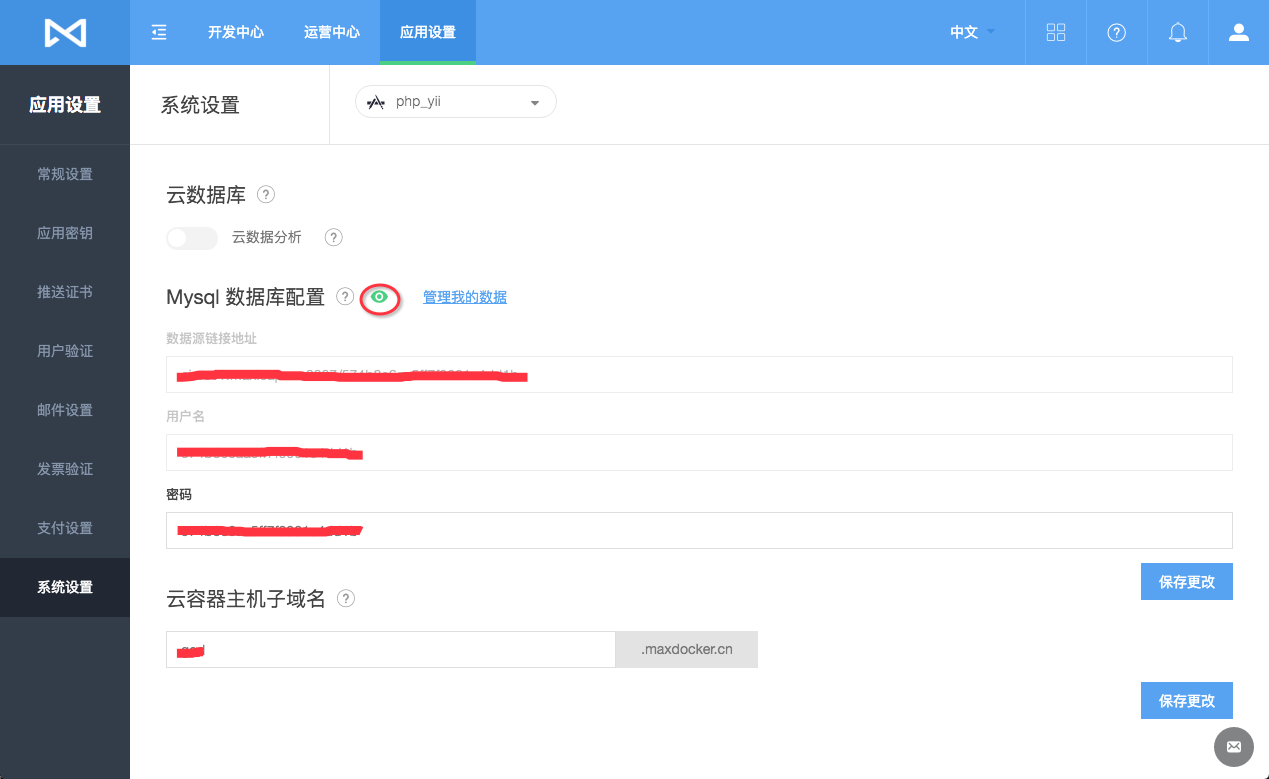 开发中心
运营中心
应用设置
中文
应用设置
系统设置
php_yii
常规设置
应用密钥
推送证书
用户验证
邮件设置
发票验证
支付设置
系统设置
云数据库 ?
云数据分析 ?
Mysql 数据库配置 ? 管理我的数据
数据源链接地址
用户名
密码
保存更改
云容器主机子域名 ?
.maxdocker.cn
保存更改